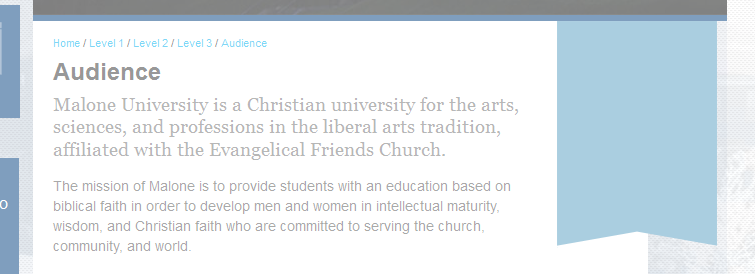 Home / Level 1 / Level 2 / Level 3 / Audience
Audience
Malone University is a Christian university for the arts,
sciences, and professions in the liberal arts tradition,
affiliated with the Evangelical Friends Church.
The mission of Malone is to provide students with an education based on
biblical faith in order to develop men and women in intellectual maturity,
wisdom, and Christian faith who are committed to serving the church,
community, and world.